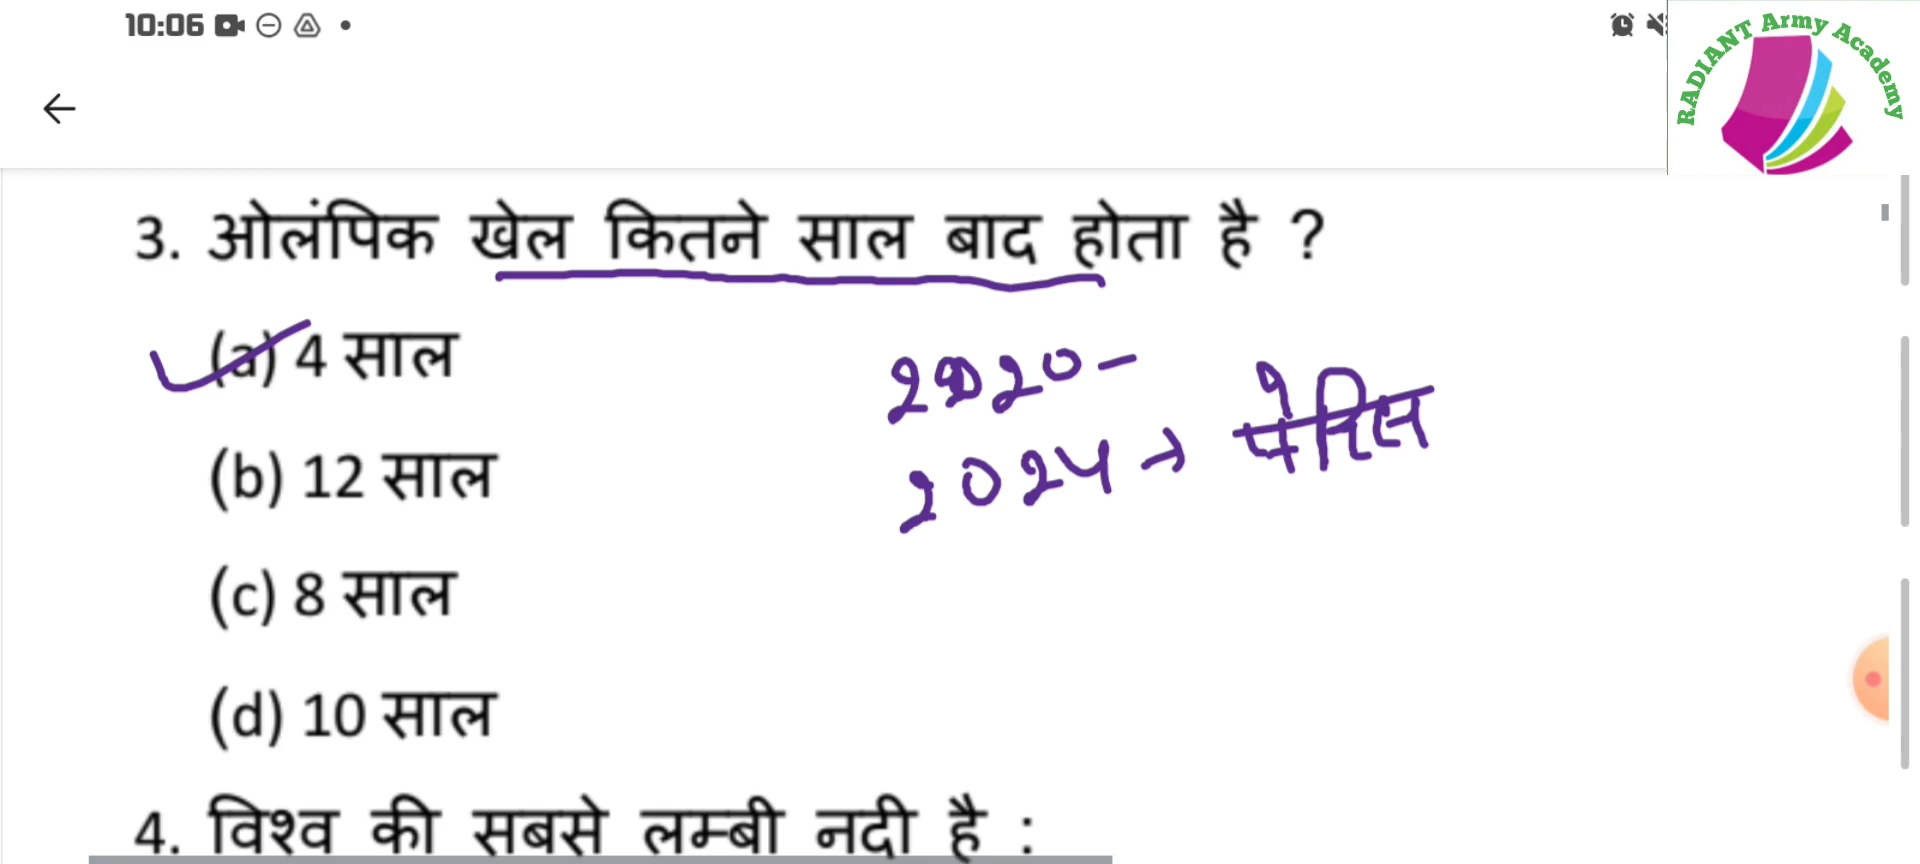 10:06
RADIANT Army Academy
3. ओलंपिक खेल कितने साल बाद होता है ?
(a) 4 साल
2020-
2024 → पेरिस
(b) 12 साल
(c) 8 साल
(d) 10 साल
4. विश्व की सबसे लम्बी नदी है :